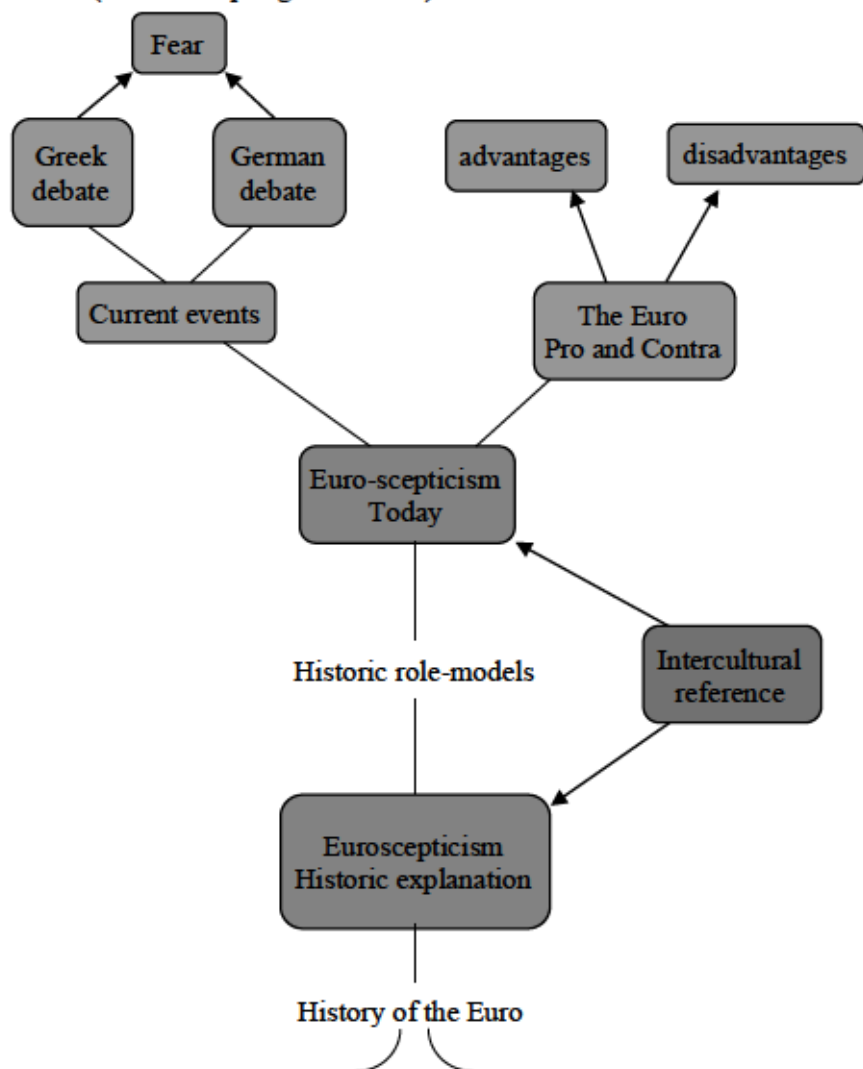 Fear
Greek
debate
German
debate
advantages
disadvantages
Current events
The Euro
Pro and Contra
Euro-scepticism
Today
Historic role-models
Intercultural
reference
Euroscepticism
Historic explanation
History of the Euro